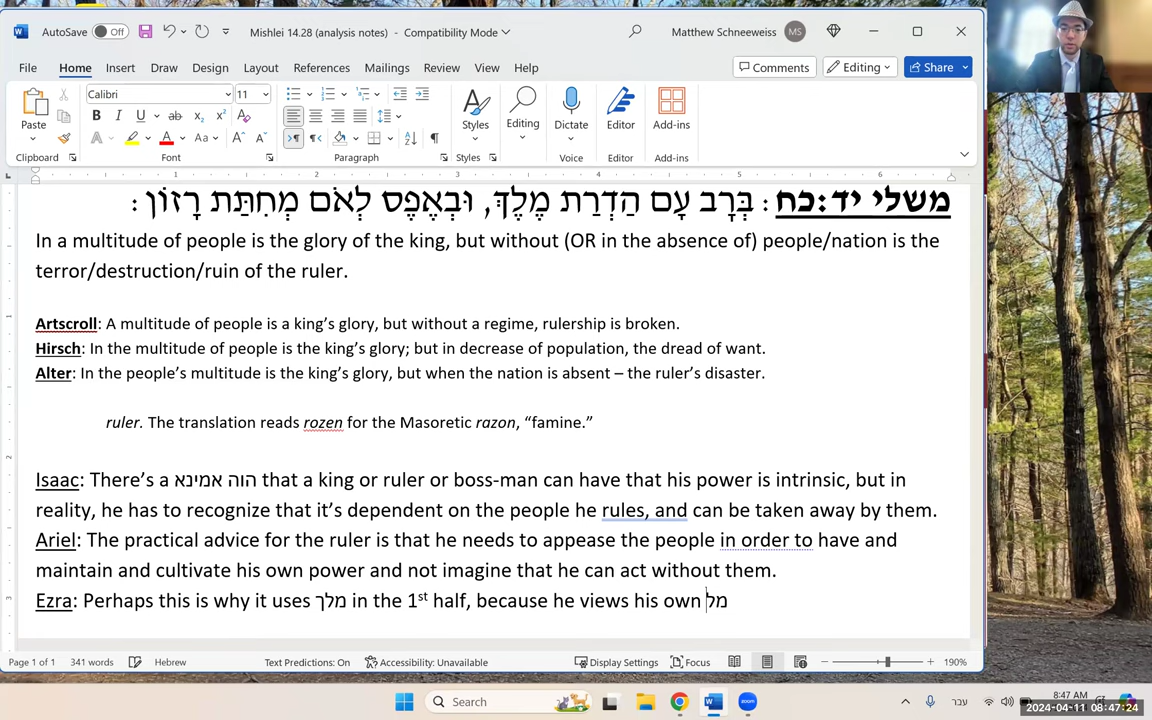 AutoSave Off Mishlei 14.28 (analysis notes) - Compatibility Mode Matthew Schneeweiss MS
File Home Insert Draw Design Layout References Mailings Review View Help Comments Editing Share
Calibri 11
Paste Styles Editing Dictate Editor Add-ins
Clipboard Font Paragraph Styles Voice Editor Add-ins
1 2 3 4 5 6
משלי יד:כח: בְּרָב עָם הַדְרַת מֶלֶךְ, וּבְאֶפֶס לְאֹם מְחִתַּת רָזוֹן:
In a multitude of people is the glory of the king, but without (OR in the absence of) people/nation is the
terror/destruction/ruin of the ruler.
Artscroll: A multitude of people is a king’s glory, but without a regime, rulership is broken.
Hirsch: In the multitude of people is the king’s glory; but in decrease of population, the dread of want.
Alter: In the people’s multitude is the king’s glory, but when the nation is absent – the ruler’s disaster.
ruler. The translation reads rozen for the Masoretic razon, “famine.”
Isaac: There’s a הוה אמינא that a king or ruler or boss-man can have that his power is intrinsic, but in
reality, he has to recognize that it’s dependent on the people he rules, and can be taken away by them.
Ariel: The practical advice for the ruler is that he needs to appease the people in order to have and
maintain and cultivate his own power and not imagine that he can act without them.
Ezra: Perhaps this is why it uses מלך in the 1st half, because he views his own מל
Page 1 of 1 341 words Hebrew Text Predictions: On Accessibility: Unavailable Display Settings Focus 190%
Search zoom עבר 8:47 AM
2024-04-11 08:47:24